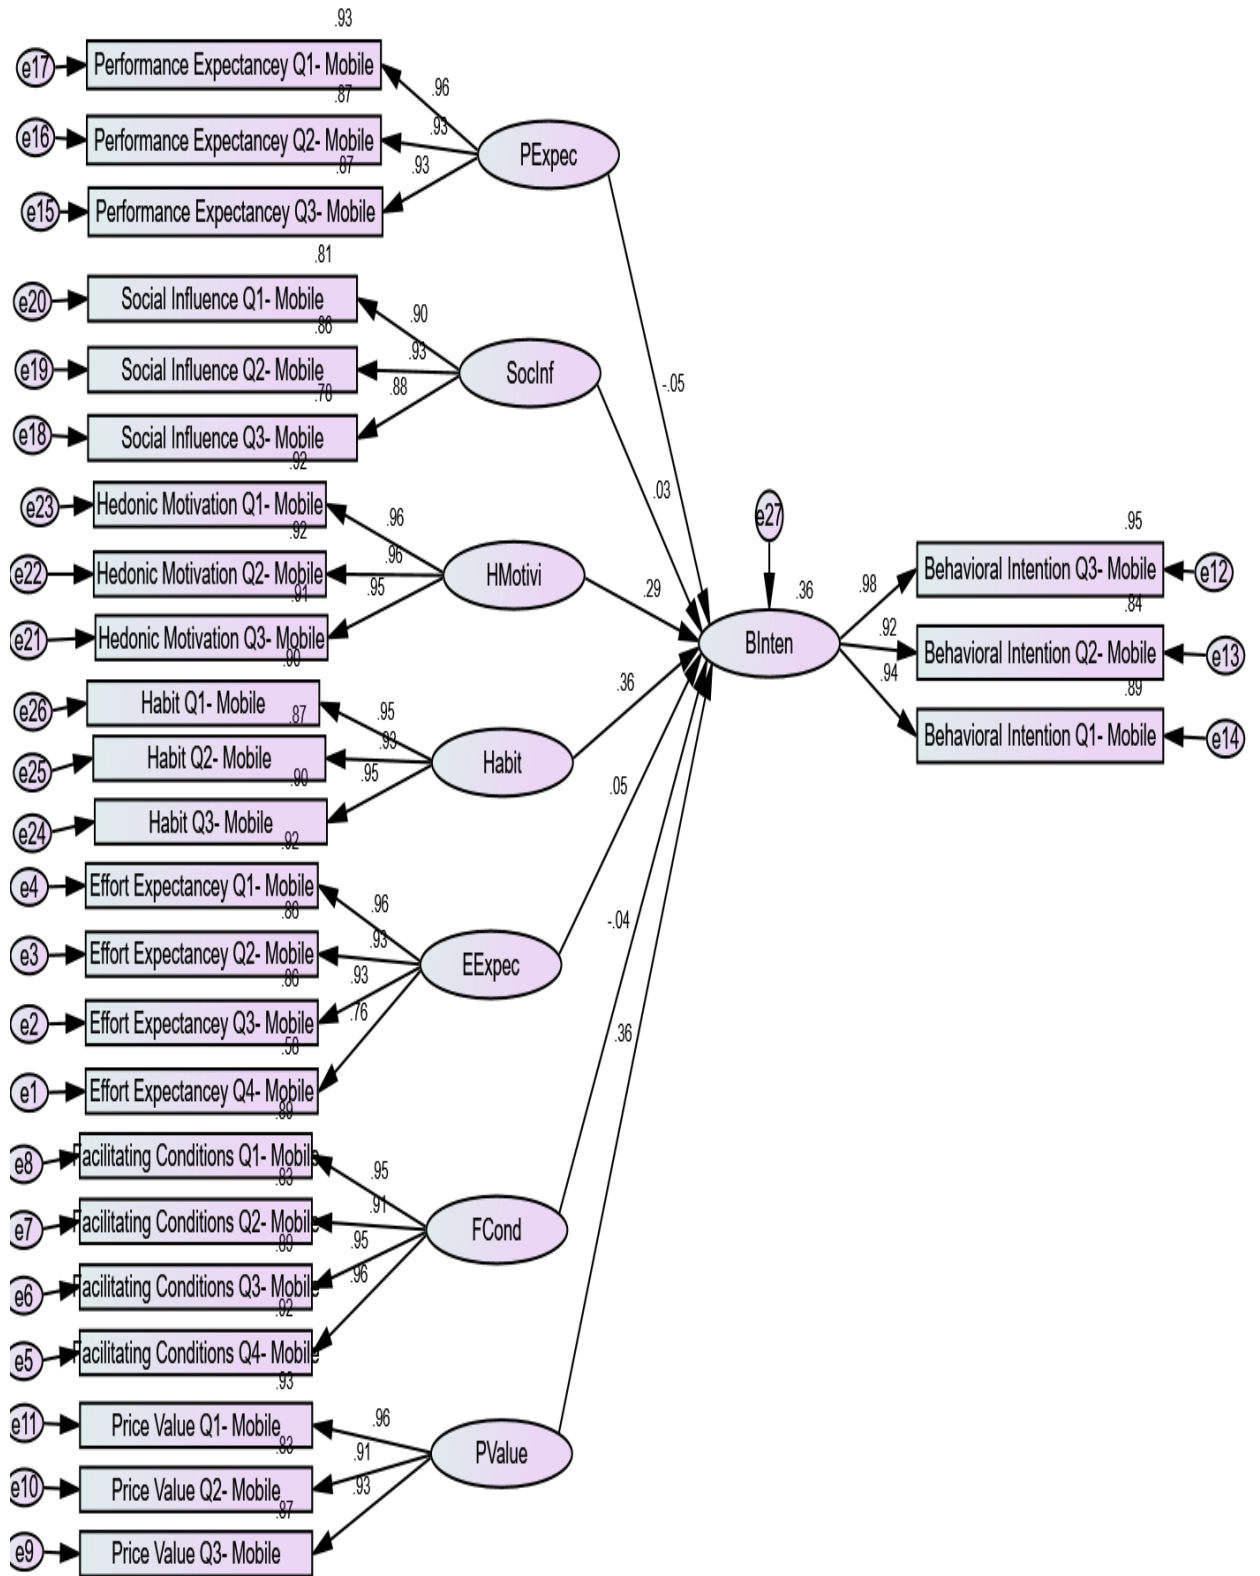 .93
e17
Performance Expectancey Q1- Mobile
.96
.87
e16
Performance Expectancey Q2- Mobile
.93
PExpec
.87
.93
e15
Performance Expectancey Q3- Mobile
.81
e20
Social Influence Q1- Mobile
.90
.86
e19
Social Influence Q2- Mobile
.93
SocInf
.78
.88
e18
Social Influence Q3- Mobile
-.05
.92
e23
Hedonic Motivation Q1- Mobile
.96
.03
.92
e22
Hedonic Motivation Q2- Mobile
.96
HMotivi
.91
.95
e21
Hedonic Motivation Q3- Mobile
.29
.90
e26
Habit Q1- Mobile
.95
.36
.87
e25
Habit Q2- Mobile
.93
Habit
.90
.95
e24
Habit Q3- Mobile
.05
e27
.36
BInten
.95
.98
Behavioral Intention Q3- Mobile
e12
.84
.92
Behavioral Intention Q2- Mobile
e13
.89
.94
Behavioral Intention Q1- Mobile
e14
.92
e4
Effort Expectancey Q1- Mobile
.96
.86
e3
Effort Expectancey Q2- Mobile
.93
EExpec
-.04
.86
.93
e2
Effort Expectancey Q3- Mobile
.76
.36
.58
e1
Effort Expectancey Q4- Mobile
.89
e8
Facilitating Conditions Q1- Mobile
.95
.83
e7
Facilitating Conditions Q2- Mobile
.91
FCond
.89
.95
e6
Facilitating Conditions Q3- Mobile
.96
.92
e5
Facilitating Conditions Q4- Mobile
.93
e11
Price Value Q1- Mobile
.96
.83
.91
PValue
e10
Price Value Q2- Mobile
.93
.87
e9
Price Value Q3- Mobile